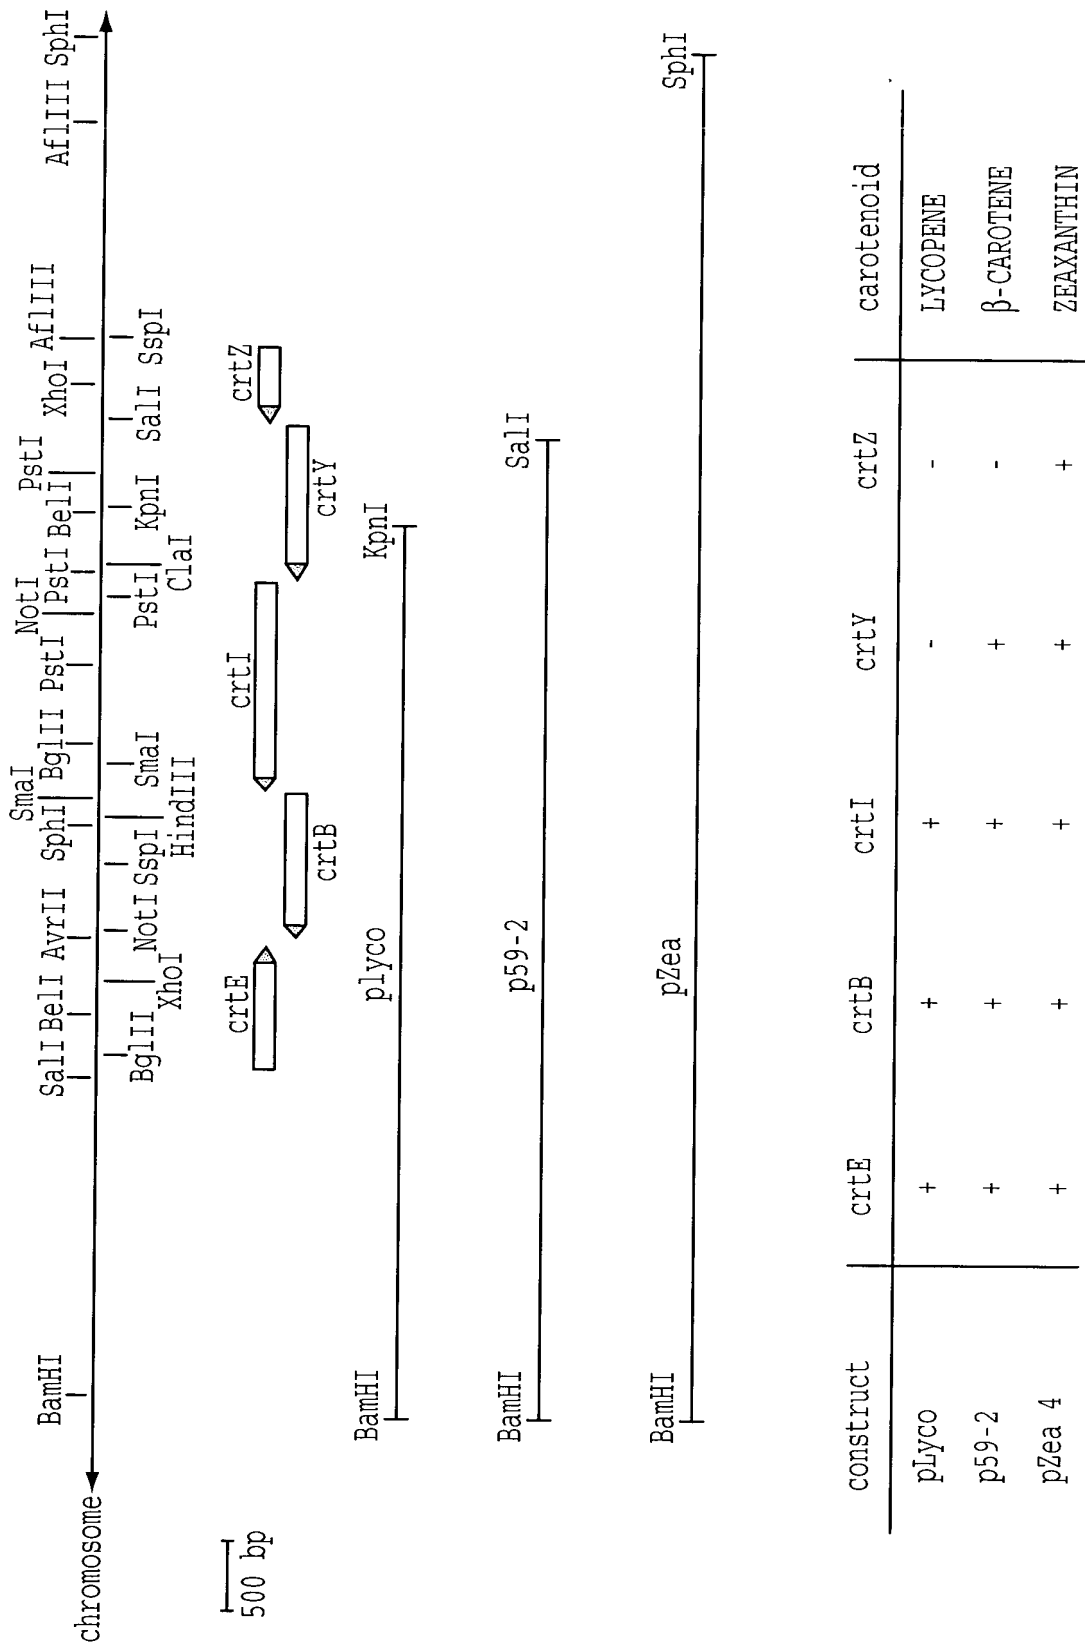 chromosome
BamHI
SalI BelI AvrII SphI SmaI BglII PstI NotI PstI BelI PstI XhoI AflIII AflIII SphI
BglII XhoI NotI SspI HindIII SmaI PstI ClaI KpnI SalI SspI
500 bp
crtE
crtB
crtI
crtY
crtZ
BamHI plyco KpnI
BamHI p59-2 SalI
BamHI pZea SphI
construct crtE crtB crtI crtY crtZ carotenoid
pLyco + + + - - LYCOPENE
p59-2 + + + + - β-CAROTENE
pZea 4 + + + + + ZEAXANTHIN